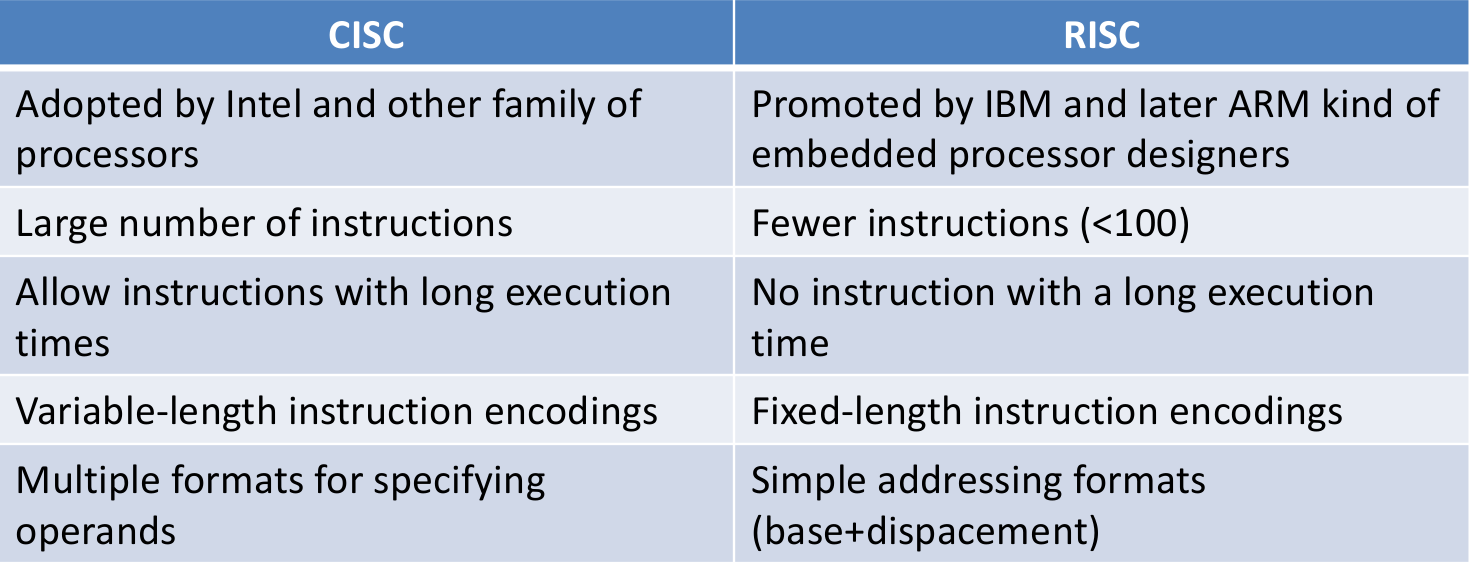 CISC
RISC
Adopted by Intel and other family of
processors
Promoted by IBM and later ARM kind of
embedded processor designers
Large number of instructions
Fewer instructions (<100)
Allow instructions with long execution
times
No instruction with a long execution
time
Variable-length instruction encodings
Fixed-length instruction encodings
Multiple formats for specifying
operands
Simple addressing formats
(base+dispacement)